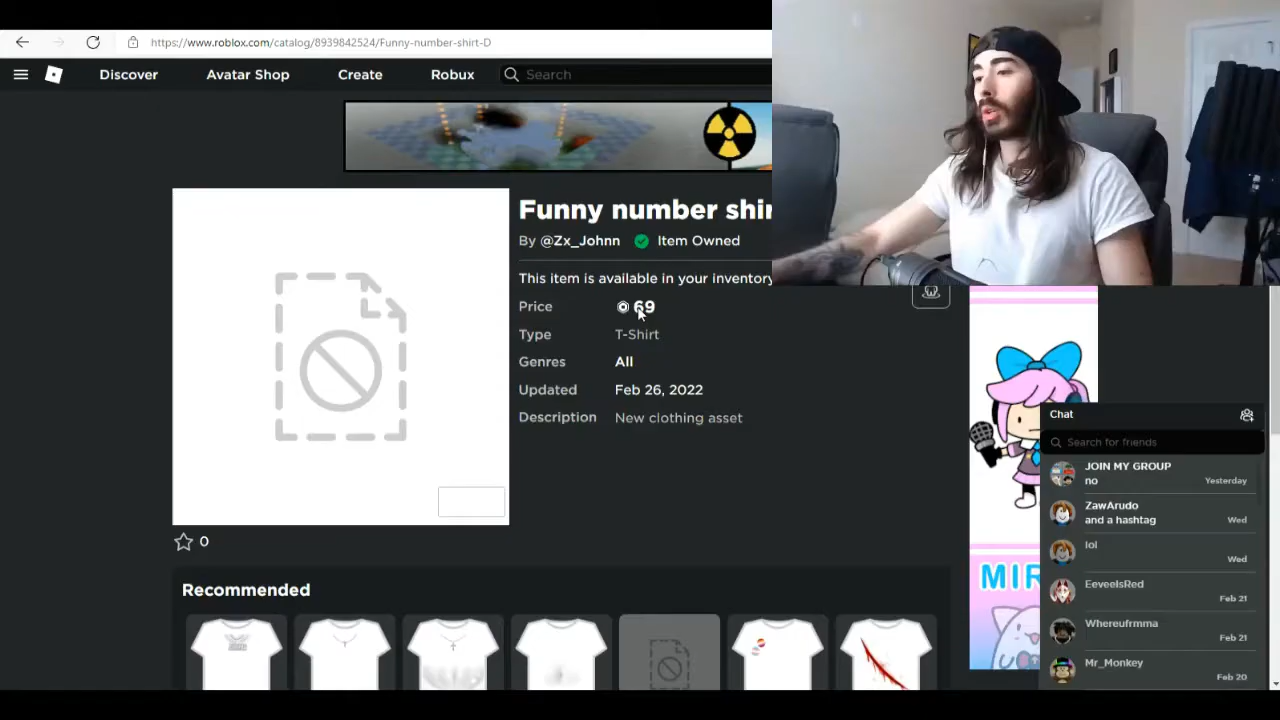 https://www.roblox.com/catalog/8939842524/Funny-number-shirt-D
Discover Avatar Shop Create Robux Search
Funny number
By @Zx_Johnn Item Owned
This item is available in your inventory
Price 69
Type T-Shirt
Genres All
Updated Feb 26, 2022
Description New clothing asset
0
Recommended
Chat
Search for friends
JOIN MY GROUP
no Yesterday
ZawArudo
and a hashtag Wed
lol
Wed
EeveeIsRed
Feb 21
Whereufrmma
Feb 21
Mr_Monkey
Feb 20